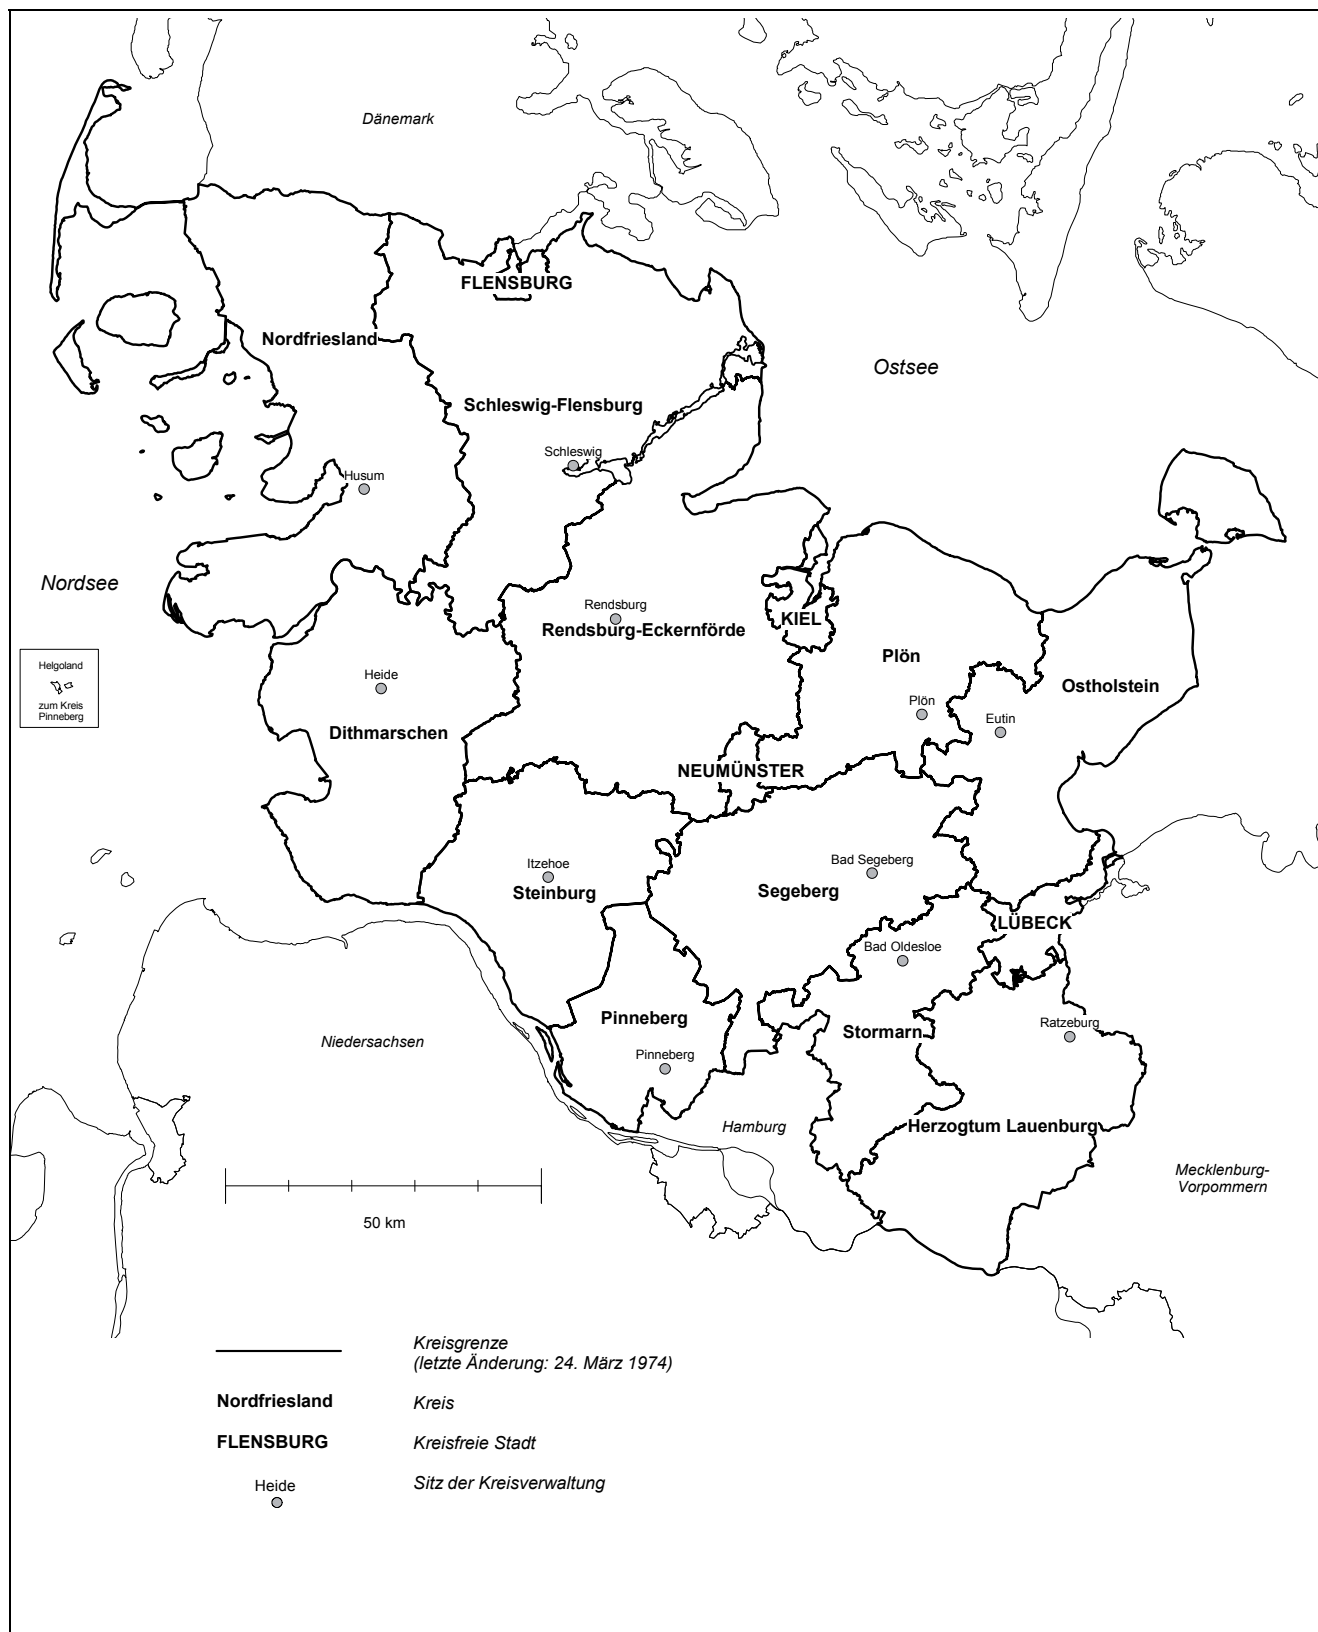 Dänemark
FLENSBURG
Nordfriesland
Ostsee
Schleswig-Flensburg
Schleswig
Husum
Nordsee
Rendsburg
Rendsburg-Eckernförde
KIEL
Plön
Helgoland
zum Kreis
Pinneberg
Heide
Ostholstein
Plön
Eutin
Dithmarschen
NEUMÜNSTER
Itzehoe
Steinburg
Bad Segeberg
Segeberg
LÜBECK
Bad Oldesloe
Pinneberg
Stormarn
Ratzeburg
Niedersachsen
Pinneberg
Hamburg
Herzogtum Lauenburg
Mecklenburg-
Vorpommern
50 km
Kreisgrenze
(letzte Änderung: 24. März 1974)
Nordfriesland Kreis
FLENSBURG Kreisfreie Stadt
Heide Sitz der Kreisverwaltung